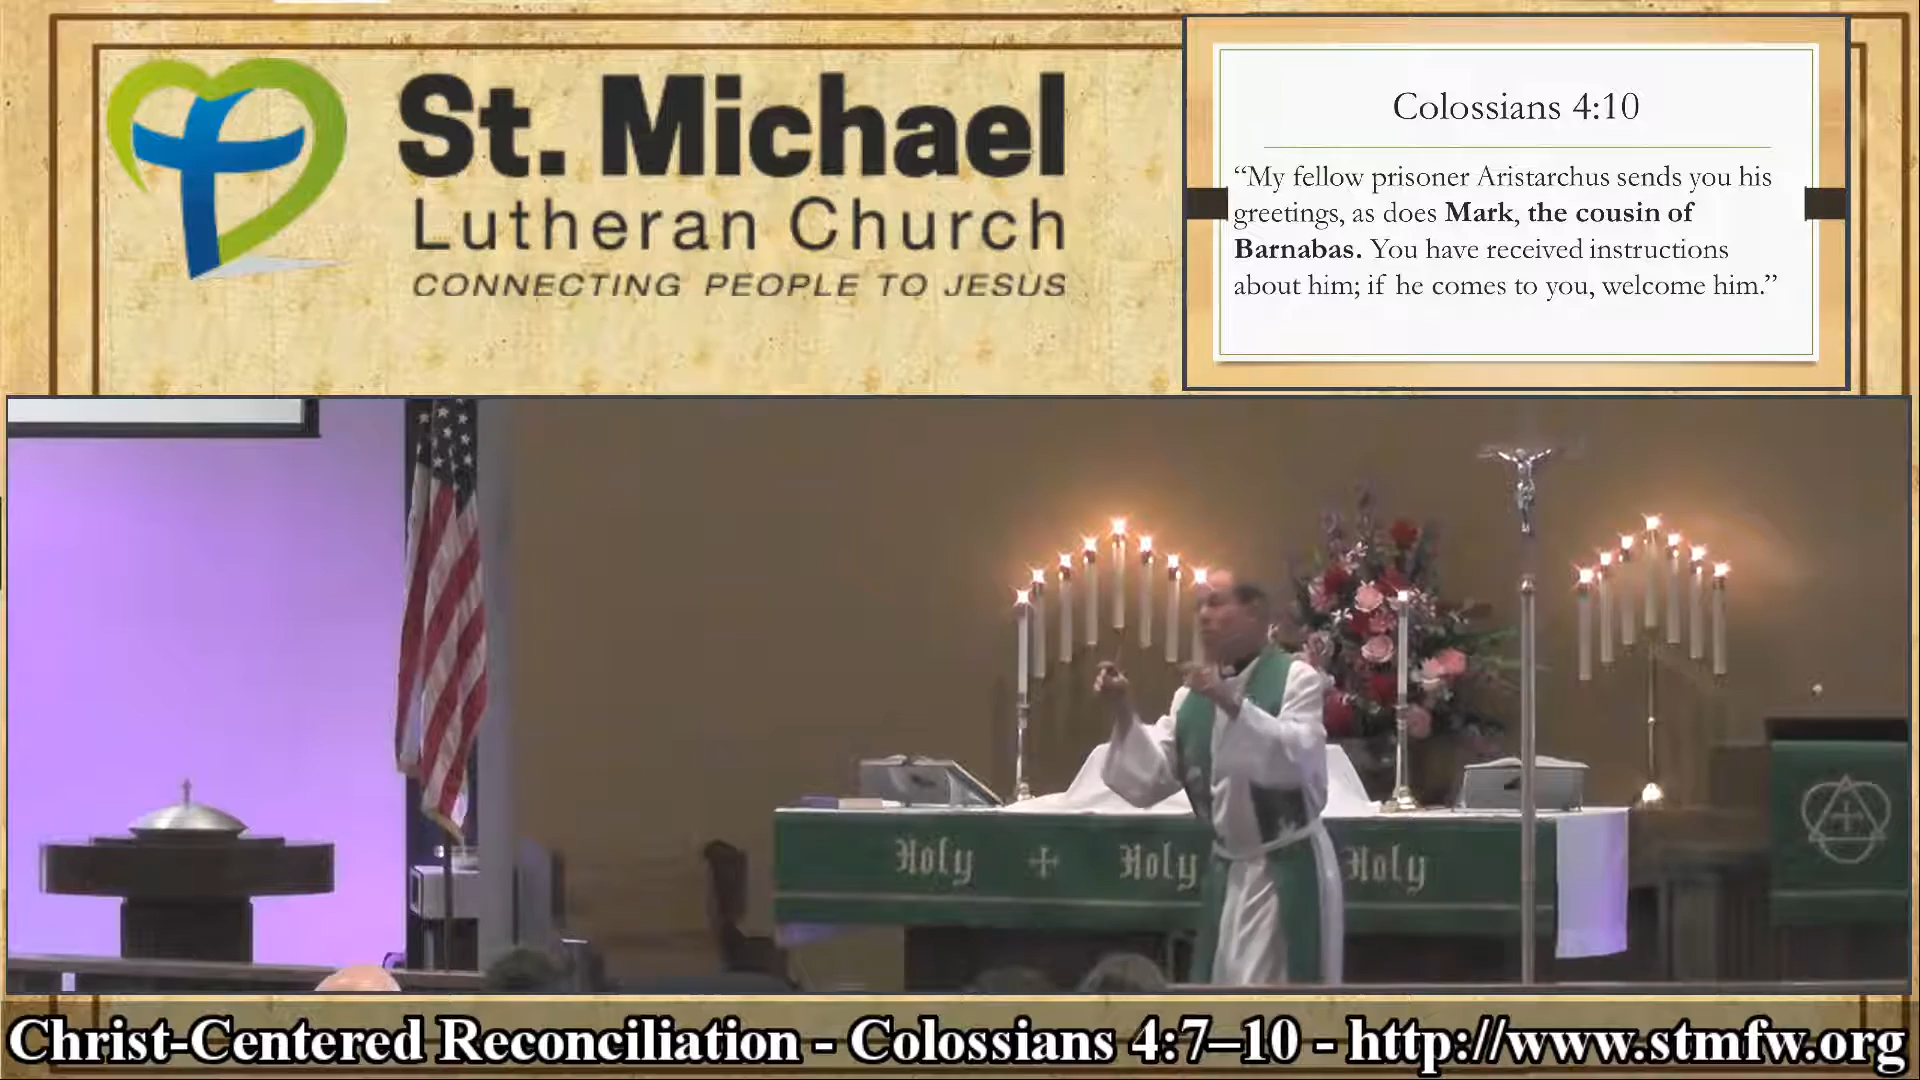 St. Michael
Lutheran Church
CONNECTING PEOPLE TO JESUS
Colossians 4:10
“My fellow prisoner Aristarchus sends you his
greetings, as does Mark, the cousin of
Barnabas. You have received instructions
about him; if he comes to you, welcome him.”
Holy Holy Holy
Christ-Centered Reconciliation - Colossians 4:7–10 - http://www.stmfw.org